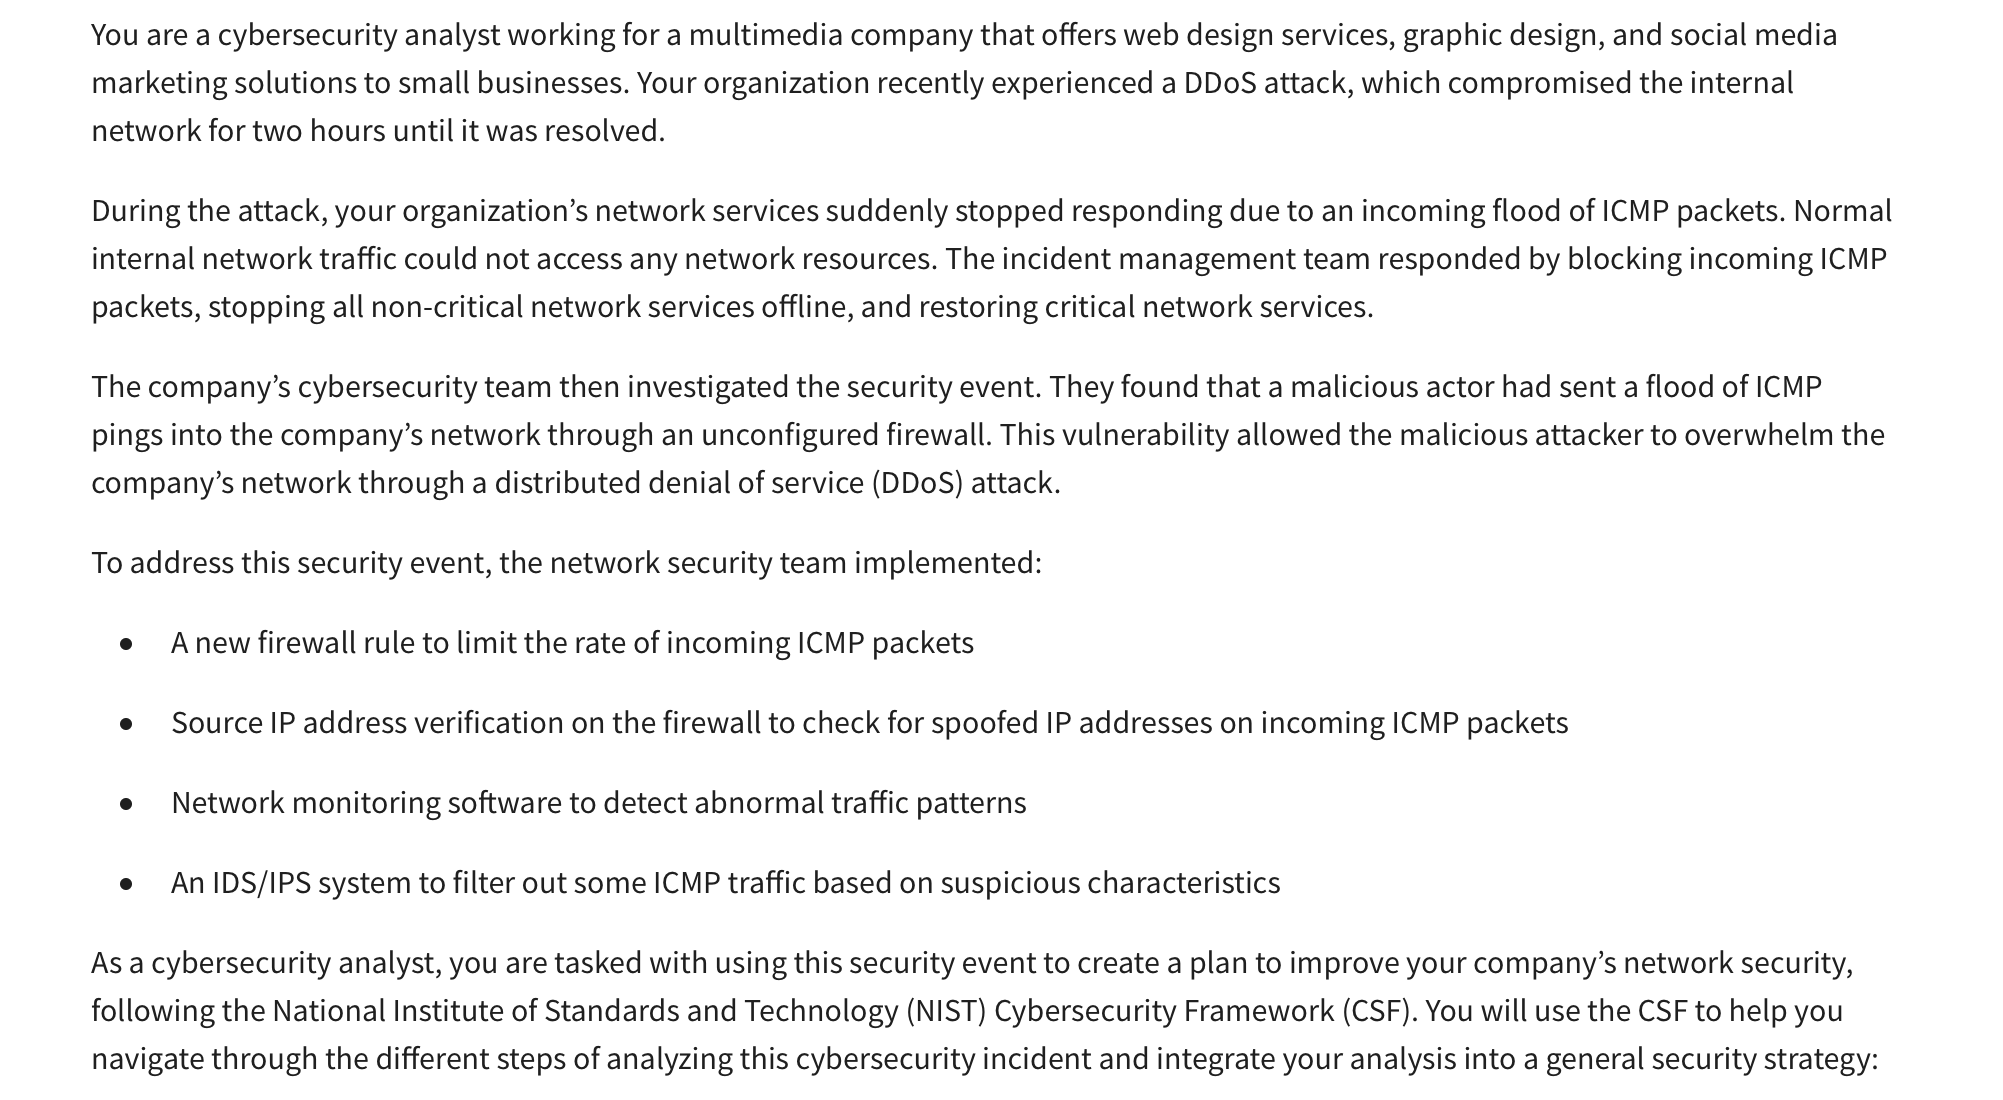 You are a cybersecurity analyst working for a multimedia company that offers web design services, graphic design, and social media
marketing solutions to small businesses. Your organization recently experienced a DDoS attack, which compromised the internal
network for two hours until it was resolved.
During the attack, your organization’s network services suddenly stopped responding due to an incoming flood of ICMP packets. Normal
internal network traffic could not access any network resources. The incident management team responded by blocking incoming ICMP
packets, stopping all non-critical network services offline, and restoring critical network services.
The company’s cybersecurity team then investigated the security event. They found that a malicious actor had sent a flood of ICMP
pings into the company’s network through an unconfigured firewall. This vulnerability allowed the malicious attacker to overwhelm the
company’s network through a distributed denial of service (DDoS) attack.
To address this security event, the network security team implemented:
● A new firewall rule to limit the rate of incoming ICMP packets
● Source IP address verification on the firewall to check for spoofed IP addresses on incoming ICMP packets
● Network monitoring software to detect abnormal traffic patterns
● An IDS/IPS system to filter out some ICMP traffic based on suspicious characteristics
As a cybersecurity analyst, you are tasked with using this security event to create a plan to improve your company’s network security,
following the National Institute of Standards and Technology (NIST) Cybersecurity Framework (CSF). You will use the CSF to help you
navigate through the different steps of analyzing this cybersecurity incident and integrate your analysis into a general security strategy: